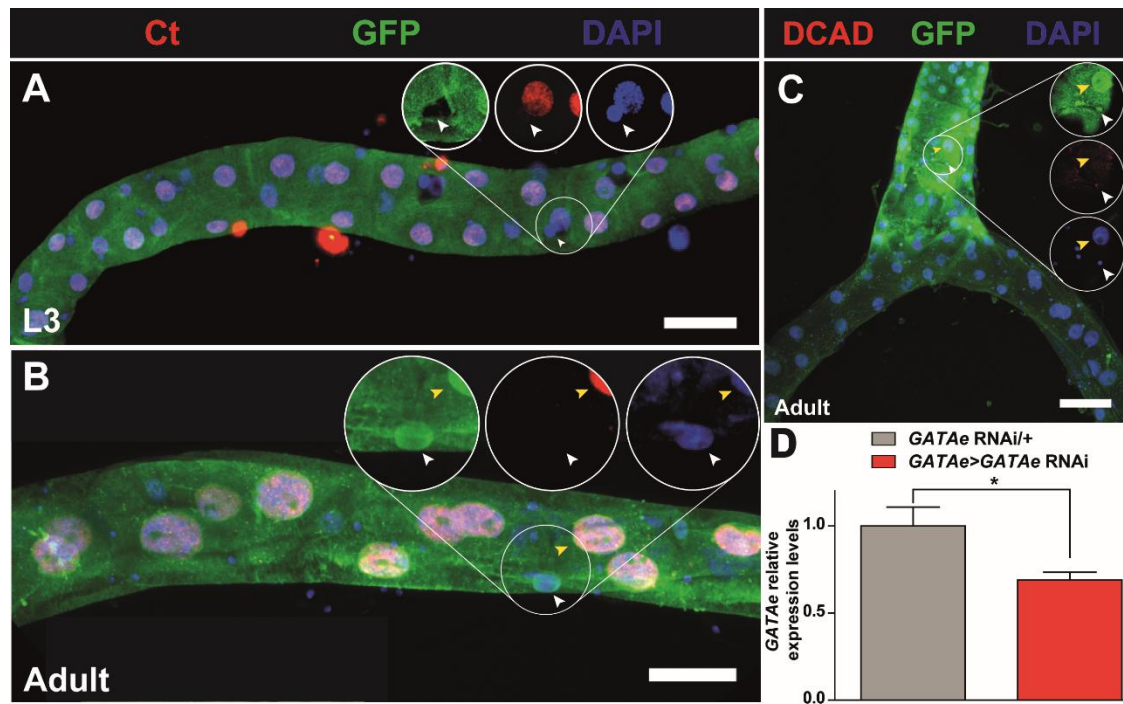 Ct GFP DAPI
A
L3
B
Adult
DCAD GFP DAPI
C
Adult
D
GATAe RNAi/+
GATAe>GATAe RNAi
*
GATAe relative
expression levels
1.0
0.5
0.0